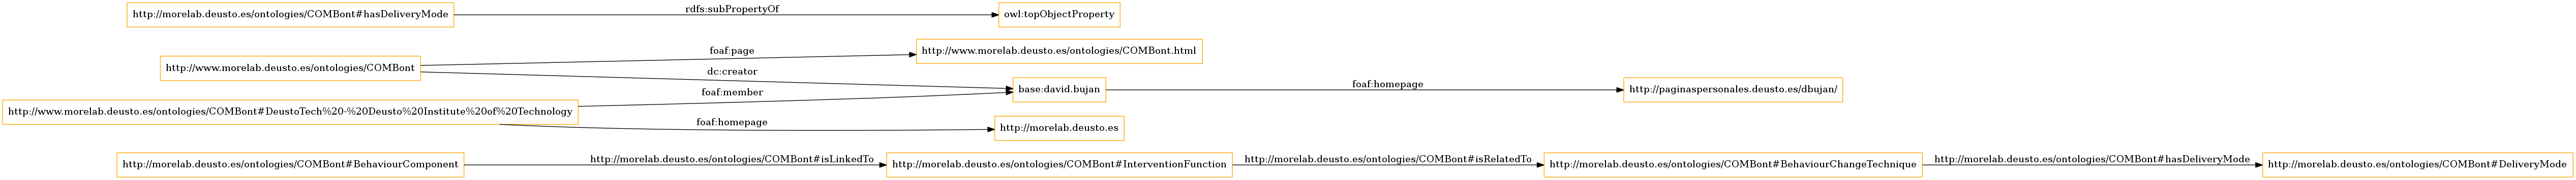 http://morelab.deusto.es/ontologies/COMBont#hasDeliveryMode
rdfs:subPropertyOf
owl:topObjectProperty
http://www.morelab.deusto.es/ontologies/COMBont
foaf:page
http://www.morelab.deusto.es/ontologies/COMBont.html
dc:creator
base:david.bujan
foaf:homepage
http://paginaspersonales.deusto.es/dbujan/
http://www.morelab.deusto.es/ontologies/COMBont#DeustoTech%20-%20Deusto%20Institute%20of%20Technology
foaf:member
foaf:homepage
http://morelab.deusto.es
http://morelab.deusto.es/ontologies/COMBont#BehaviourComponent
http://morelab.deusto.es/ontologies/COMBont#isLinkedTo
http://morelab.deusto.es/ontologies/COMBont#InterventionFunction
http://morelab.deusto.es/ontologies/COMBont#isRelatedTo
http://morelab.deusto.es/ontologies/COMBont#BehaviourChangeTechnique
http://morelab.deusto.es/ontologies/COMBont#hasDeliveryMode
http://morelab.deusto.es/ontologies/COMBont#DeliveryMode